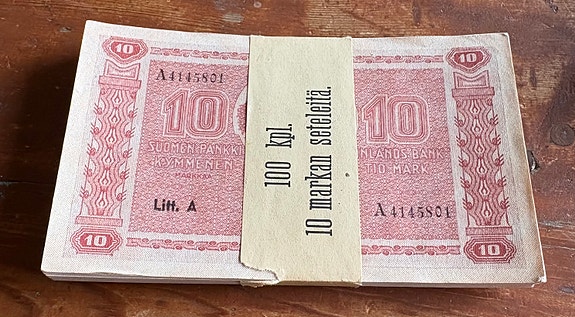 10
10
A4145801
10
10
SUOMEN PANKKI
KYMMENEN
MARKKAA
NLANDS BANK
TIO MARK
Litt. A
A4145801
10
10
100 kpl.
10 markan seteleitä.